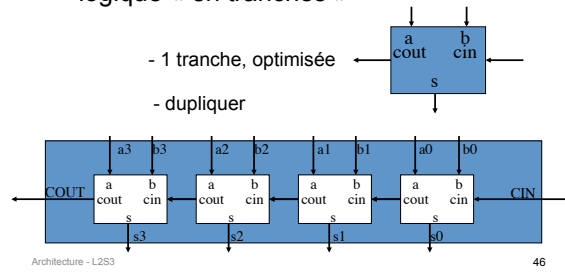 logique « en tranches »
a b
cout cin
s
- 1 tranche, optimisée
- dupliquer
a3 b3 a2 b2 a1 b1 a0 b0
COUT a b a b a b a b CIN
cout cin cout cin cout cin cout cin
s s s s
s3 s2 s1 s0
Architecture - L2S3 46